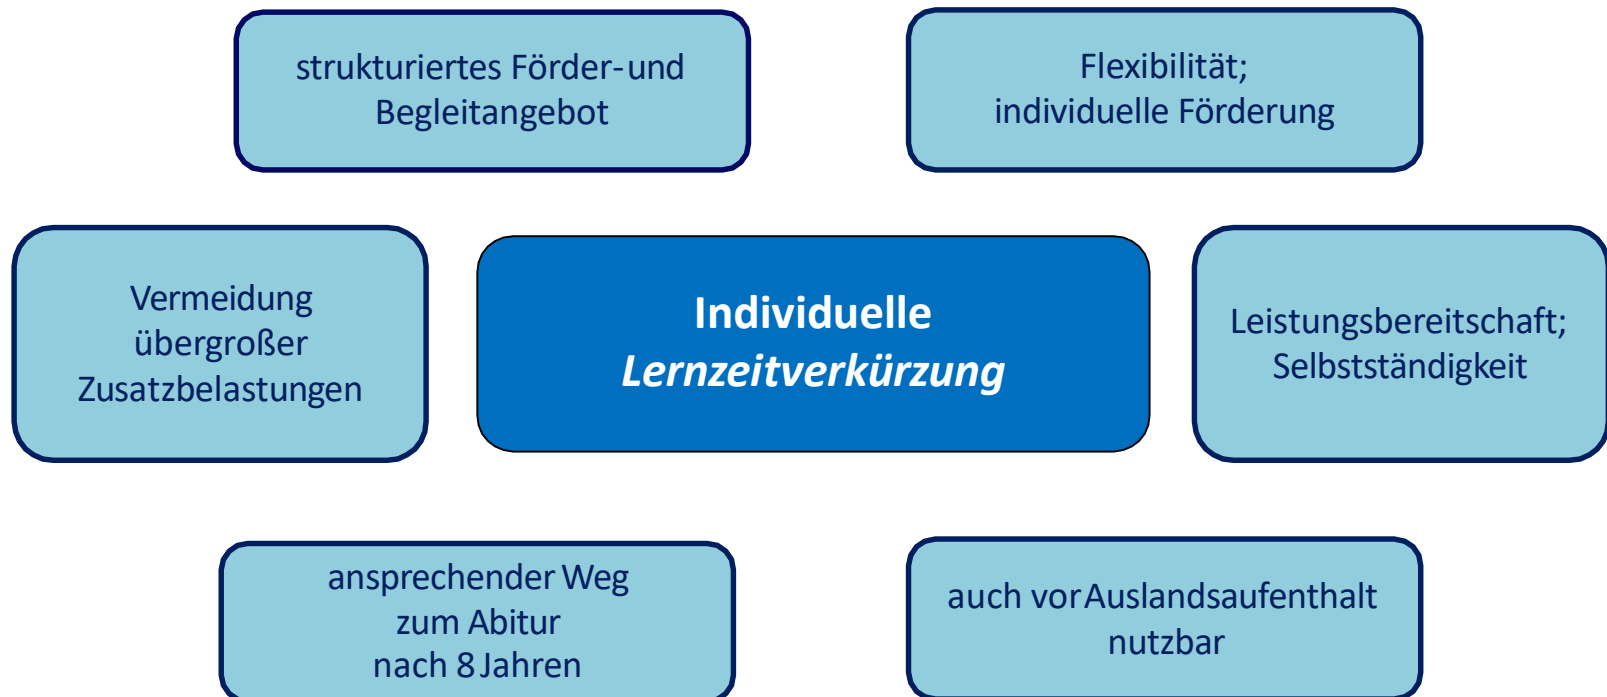 strukturiertes Förder- und
Begleitangebot
Flexibilität;
individuelle Förderung
Vermeidung
übergroßer
Zusatzbelastungen
Individuelle
Lernzeitverkürzung
Leistungsbereitschaft;
Selbstständigkeit
ansprechender Weg
zum Abitur
nach 8 Jahren
auch vor Auslandsaufenthalt
nutzbar